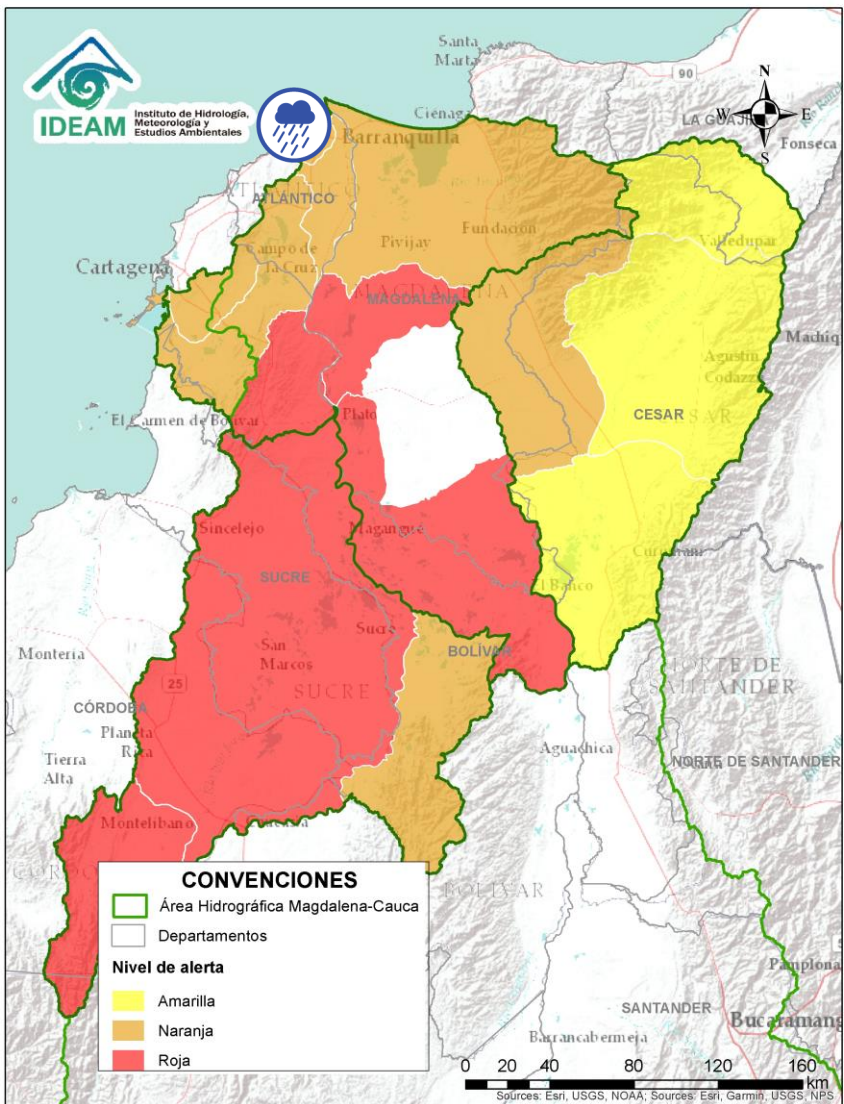 IDEAM
Instituto de Hidrología,
Meteorología y
Estudios Ambientales
Santa
Marta
90
N
W E
S
LA GUAJIR
Ciénaga
Fonseca
Barranquilla
ATLÁNTICO
Valledupar
Fundación
Pivijay
Campo de
la Cruz
Cartagena
MAGDALENA
MAGDALENA
Machiq
Agustín
Codazzi
El Carmen de Bolívar
Plato
CESAR
Sincelejo
Magangué
Curumaní
El Banco
SUCRE
Sucre
San
Marcos
BOLÍVAR
Montería
NORTE DE
SANTANDER
SUCRE
25
CÓRDOBA
Planeta
Rica
Aguachica
Tierra
Alta
NORTE DE SANTANDER
Montelíbano
Caucasia
BOLÍVAR
CONVENCIONES
Área Hidrográfica Magdalena-Cauca
Departamentos
Nivel de alerta
Amarilla
Naranja
Roja
Pamplona
SANTANDER
Bucaramang
Barrancabermeja
0 20 40 80 120 160
km
Sources: Esri, USGS, NOAA; Sources: Esri, Garmin, USGS, NPS